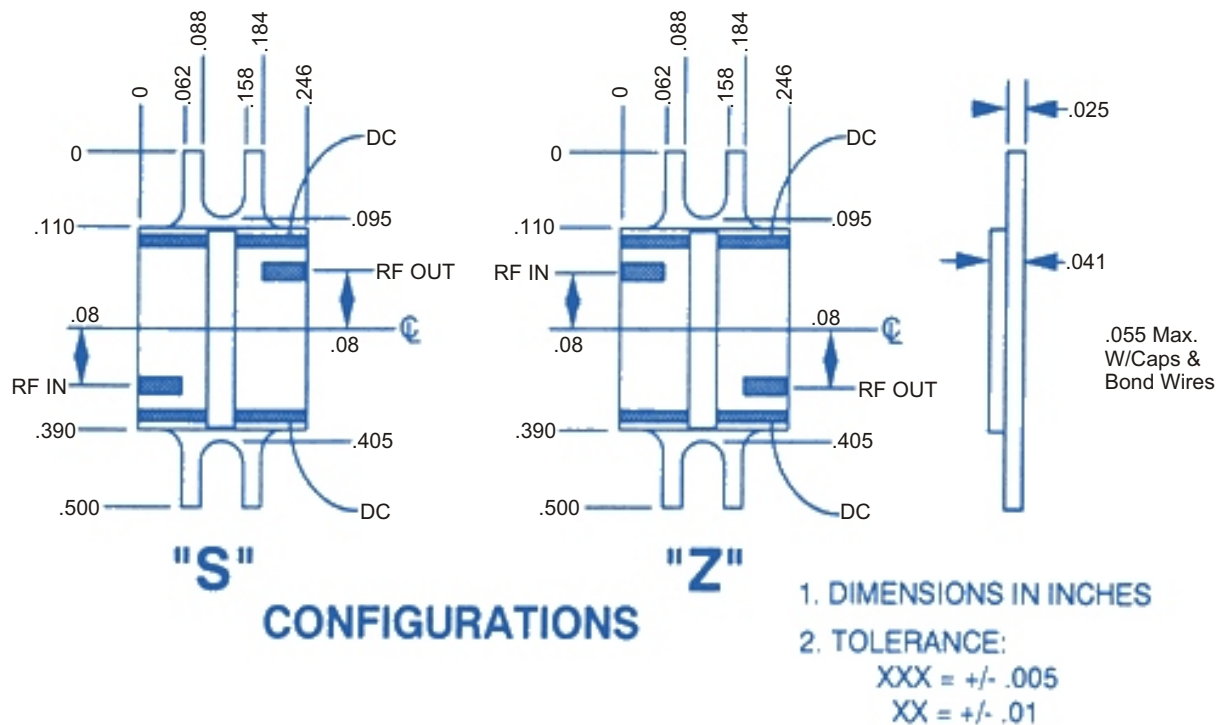 0
.062
.088
.158
.184
.246
0
.110
DC
.095
RF OUT
.08
.08
℄
RF IN
.390
.405
.500
DC
"S"
0
.062
.088
.158
.184
.246
0
.110
DC
.095
RF IN
.08
.08
℄
RF OUT
.390
.405
.500
DC
"Z"
.025
.041
.055 Max.
W/Caps &
Bond Wires
CONFIGURATIONS
1. DIMENSIONS IN INCHES
2. TOLERANCE:
XXX = +/- .005
XX = +/- .01